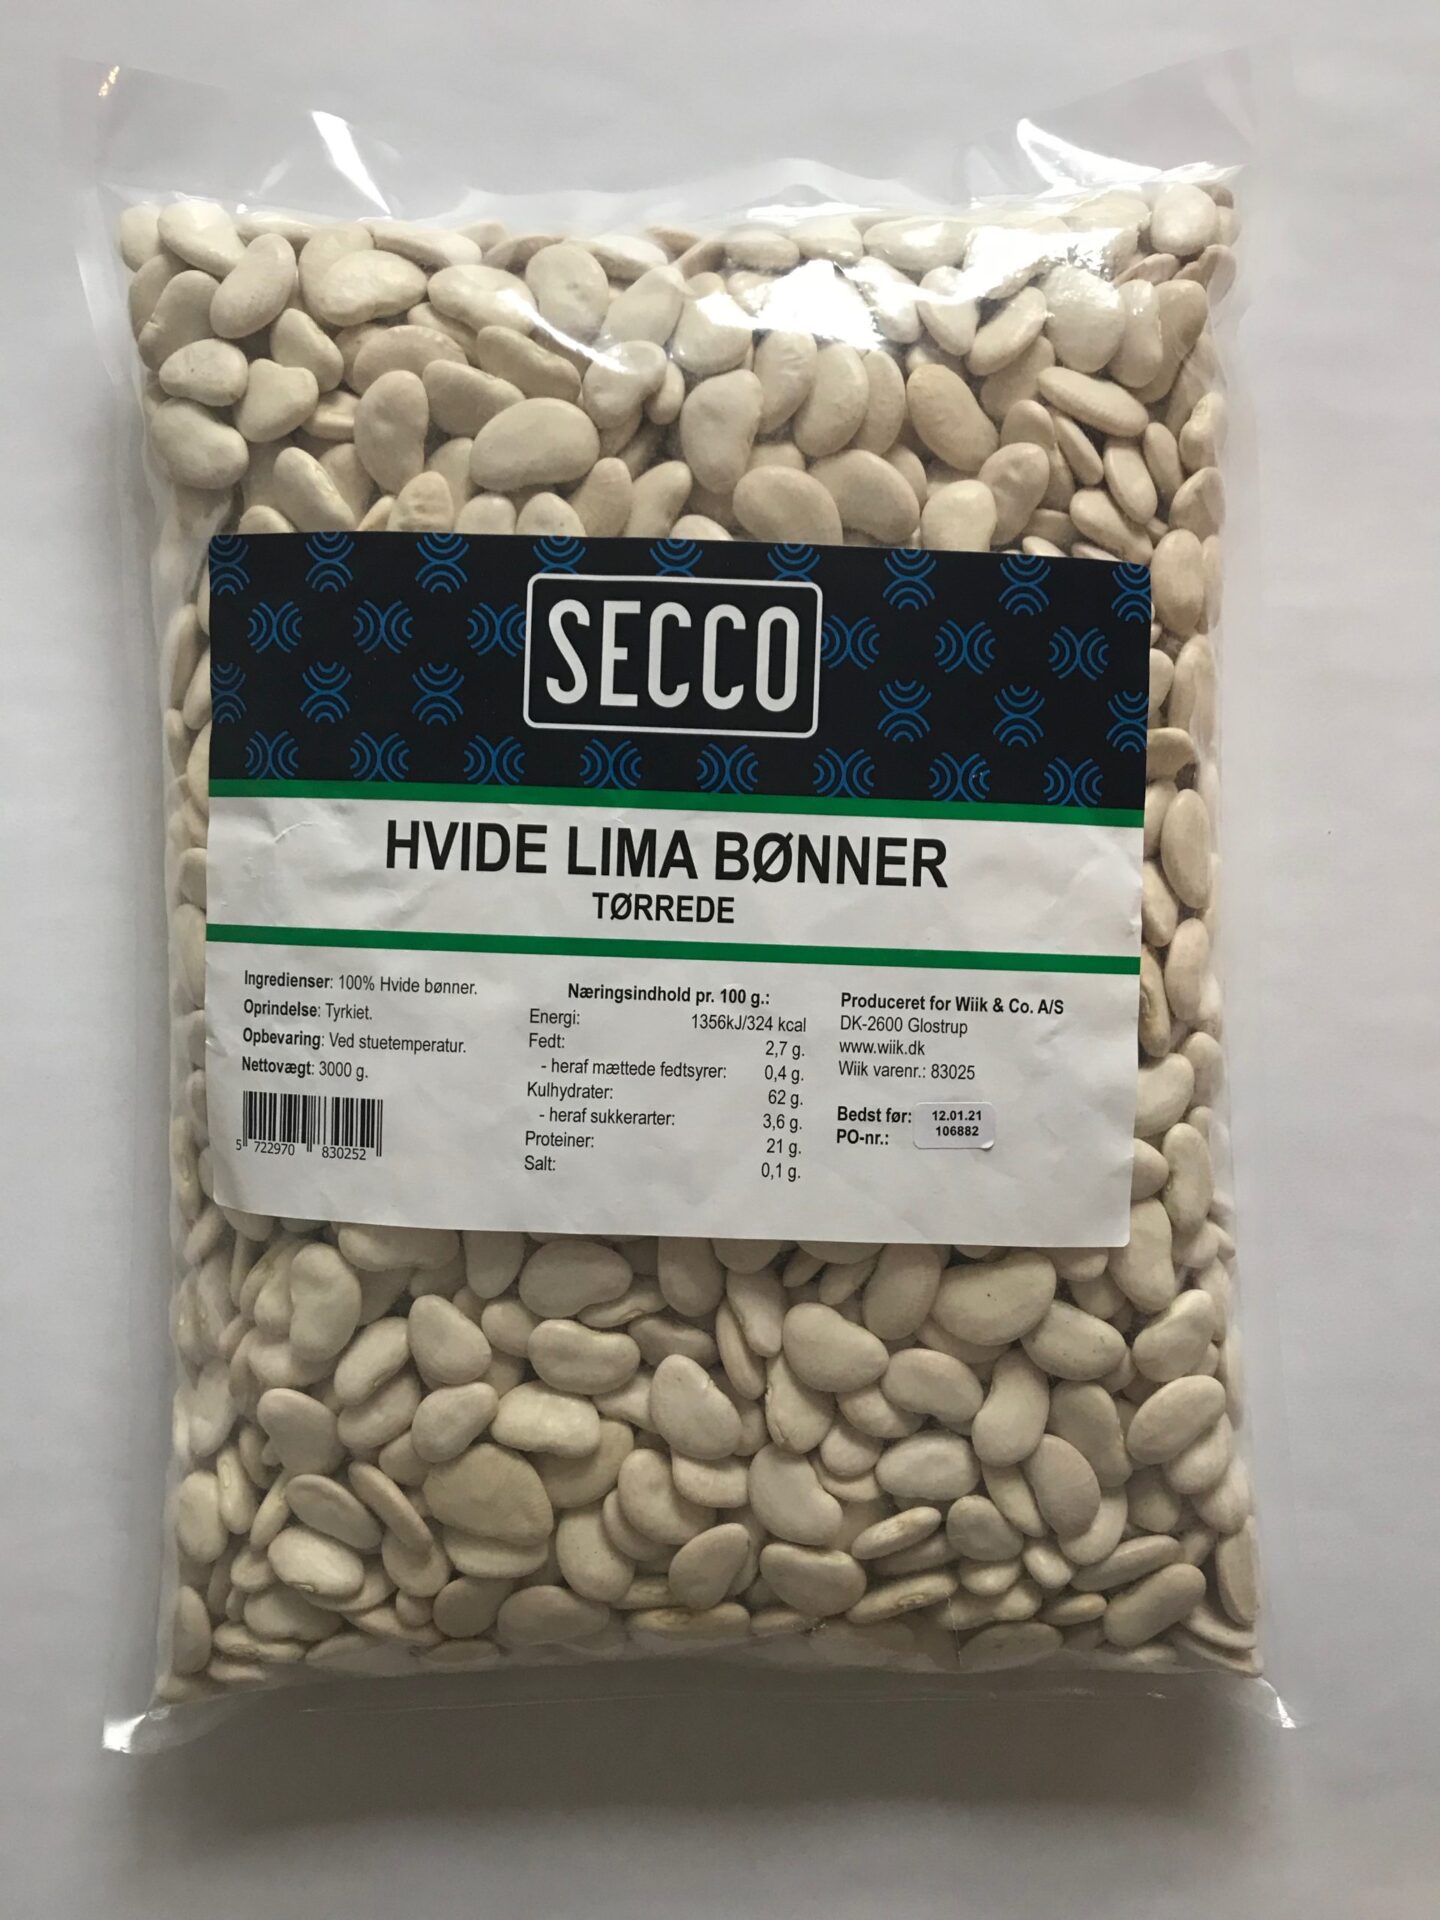 SECCO
HVIDE LIMA BØNNER
TØRREDE
Ingredienser: 100% Hvide bønner.
Oprindelse: Tyrkiet.
Opbevaring: Ved stuetemperatur.
Nettovægt: 3000 g.
5 722970 830252
Næringsindhold pr. 100 g.:
Energi: 1356kJ/324 kcal
Fedt: 2,7 g.
- heraf mættede fedtsyrer: 0,4 g.
Kulhydrater: 62 g.
- heraf sukkerarter: 3,6 g.
Proteiner: 21 g.
Salt: 0,1 g.
Produceret for Wiik & Co. A/S
DK-2600 Glostrup
www.wiik.dk
Wiik varenr.: 83025
Bedst før: 12.01.21
PO-nr.: 106882